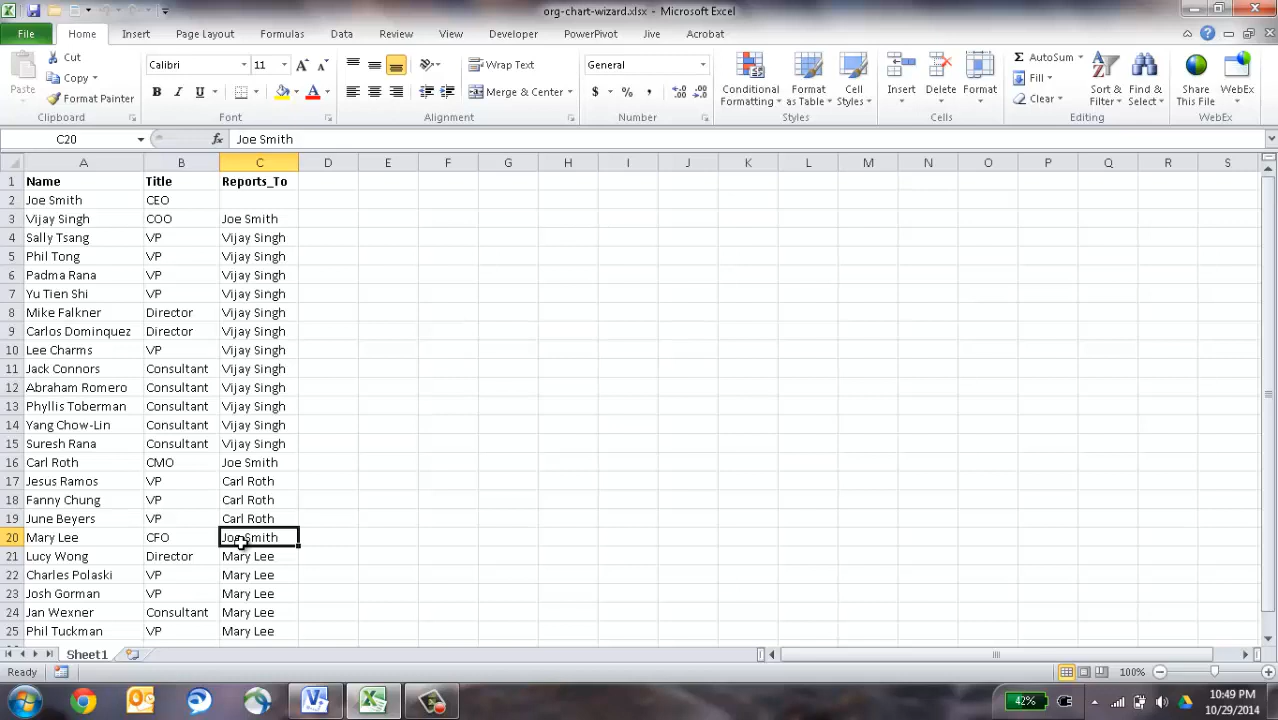 org-chart-wizard.xlsx - Microsoft Excel
File Home Insert Page Layout Formulas Data Review View Developer PowerPivot Jive Acrobat
Paste
Cut
Copy
Format Painter
Clipboard
Calibri 11
B I U
Font
Wrap Text
Merge & Center
Alignment
General
$ % ,
Number
Conditional Formatting
Format as Table
Cell Styles
Styles
Insert
Delete
Format
Cells
AutoSum
Fill
Clear
Sort & Filter
Find & Select
Editing
Share This File
WebEx
WebEx
C20 fx Joe Smith
A B C D E F G H I J K L M N O P Q R S
1 Name Title Reports_To
2 Joe Smith CEO
3 Vijay Singh COO Joe Smith
4 Sally Tsang VP Vijay Singh
5 Phil Tong VP Vijay Singh
6 Padma Rana VP Vijay Singh
7 Yu Tien Shi VP Vijay Singh
8 Mike Falkner Director Vijay Singh
9 Carlos Dominquez Director Vijay Singh
10 Lee Charms VP Vijay Singh
11 Jack Connors Consultant Vijay Singh
12 Abraham Romero Consultant Vijay Singh
13 Phyllis Toberman Consultant Vijay Singh
14 Yang Chow-Lin Consultant Vijay Singh
15 Suresh Rana Consultant Vijay Singh
16 Carl Roth CMO Joe Smith
17 Jesus Ramos VP Carl Roth
18 Fanny Chung VP Carl Roth
19 June Beyers VP Carl Roth
20 Mary Lee CFO Joe Smith
21 Lucy Wong Director Mary Lee
22 Charles Polaski VP Mary Lee
23 Josh Gorman VP Mary Lee
24 Jan Wexner Consultant Mary Lee
25 Phil Tuckman VP Mary Lee
Sheet1
Ready 100%
42%
10:49 PM
10/29/2014